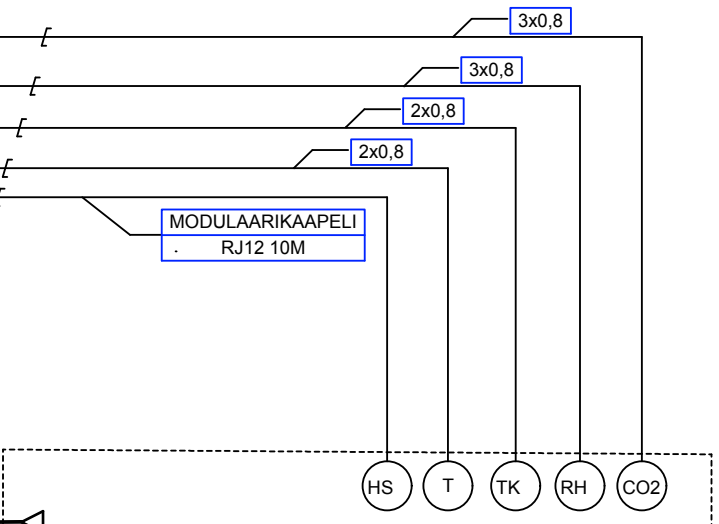 3x0,8
3x0,8
2x0,8
2x0,8
MODULAARIKAAPELI
. RJ12 10M
HS T TK RH CO2